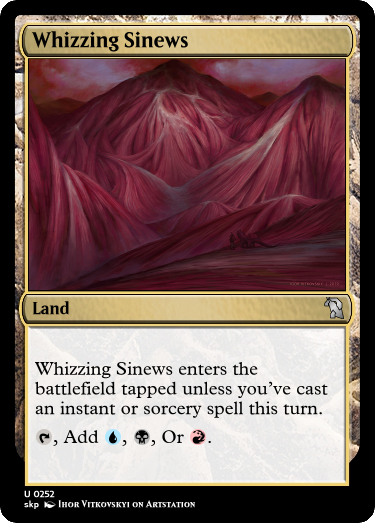 Whizzing Sinews
Land
Whizzing Sinews enters the
battlefield tapped unless you've cast
an instant or sorcery spell this turn.
, Add , , Or .
U 0252
skp IHOR VITKOVSKYI ON ARTSTATION